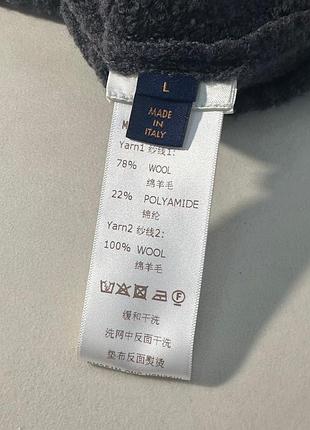 L
MADE
IN
ITALY
Yarn1 纱线1:
78% WOOL
绵羊毛
22% POLYAMIDE
锦纶
Yarn2 纱线2:
100% WOOL
绵羊毛
F
缓和干洗
洗网中反面干洗
垫布反面熨烫